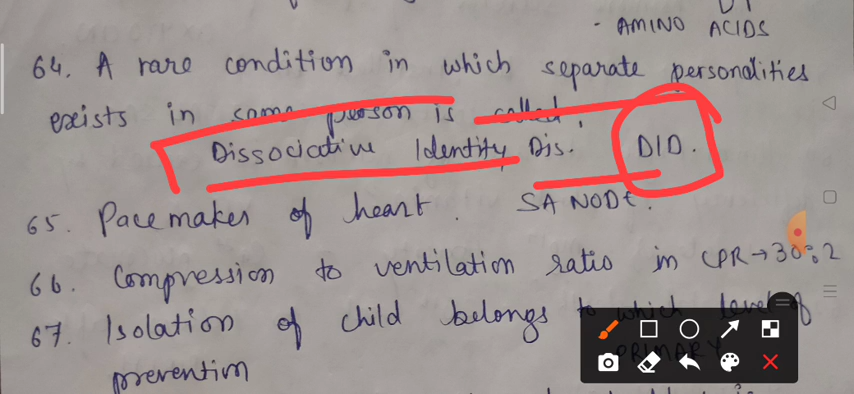 - AMINO ACIDS
64. A rare condition in which separate personalities
exists in same person is called,
Dissociative Identity Dis. DID.
65. Pacemaker of heart. SA NODE.
66. Compression to ventilation ratio in CPR→30:2
67. Isolation of child belongs to which level of
PRIMARY
prevention